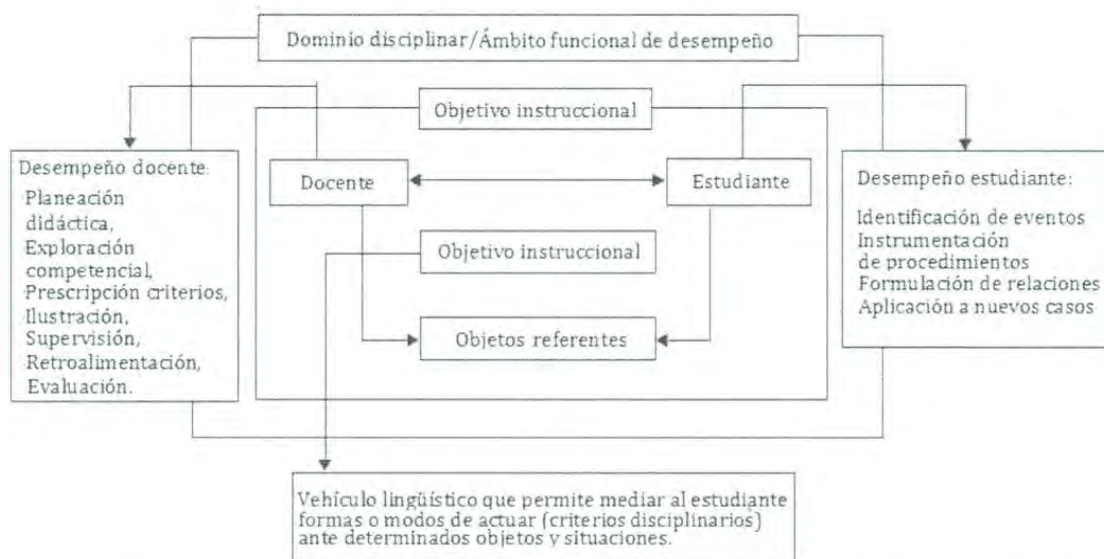 Dominio disciplinar/Ámbito funcional de desempeño
Objetivo instruccional
Desempeño docente:
Planeación
didáctica,
Exploración
competencial,
Prescripción criterios,
Ilustración,
Supervisión,
Retroalimentación,
Evaluación.
Docente
Estudiante
Objetivo instruccional
Objetos referentes
Desempeño estudiante:
Identificación de eventos
Instrumentación
de procedimientos
Formulación de relaciones
Aplicación a nuevos casos
Vehículo lingüístico que permite mediar al estudiante
formas o modos de actuar (criterios disciplinarios)
ante determinados objetos y situaciones.